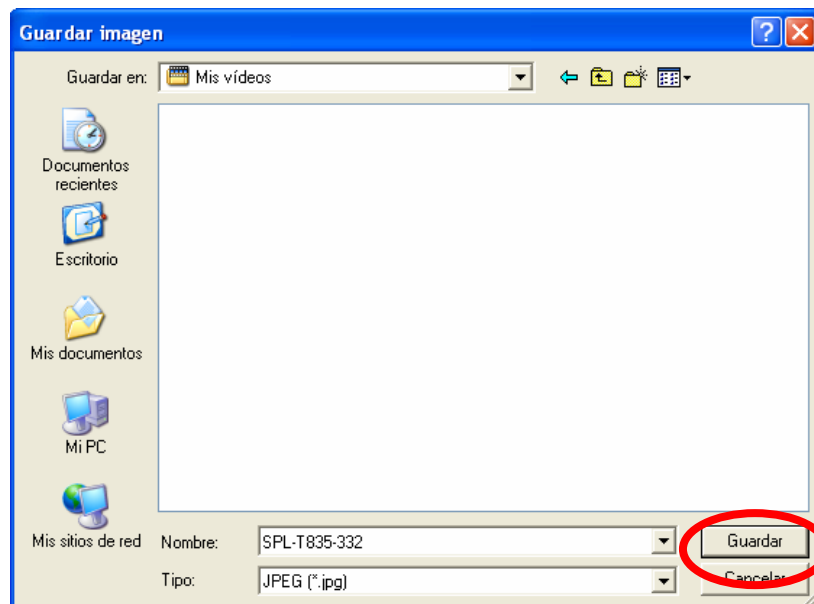 Guardar imagen
Guardar en:
Mis vídeos
Documentos
recientes
Escritorio
Mis documentos
Mi PC
Mis sitios de red
Nombre:
SPL-T835-332
Guardar
Tipo:
JPEG (*.jpg)
Cancelar